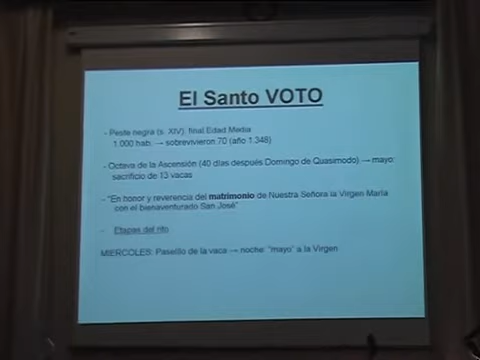 El Santo VOTO
- Peste negra (s. XIV): final Edad Media
1.000 hab. → sobrevivieron 70 (año 1.348)
- Octava de la Ascensión (40 días después Domingo de Quasimodo) → mayo:
sacrificio de 13 vacas
- "En honor y reverencia del matrimonio de Nuestra Señora la Virgen María
con el bienaventurado San José"
- Etapas del rito
MIERCOLES: Paseíllo de la vaca → noche: "mayo" a la Virgen